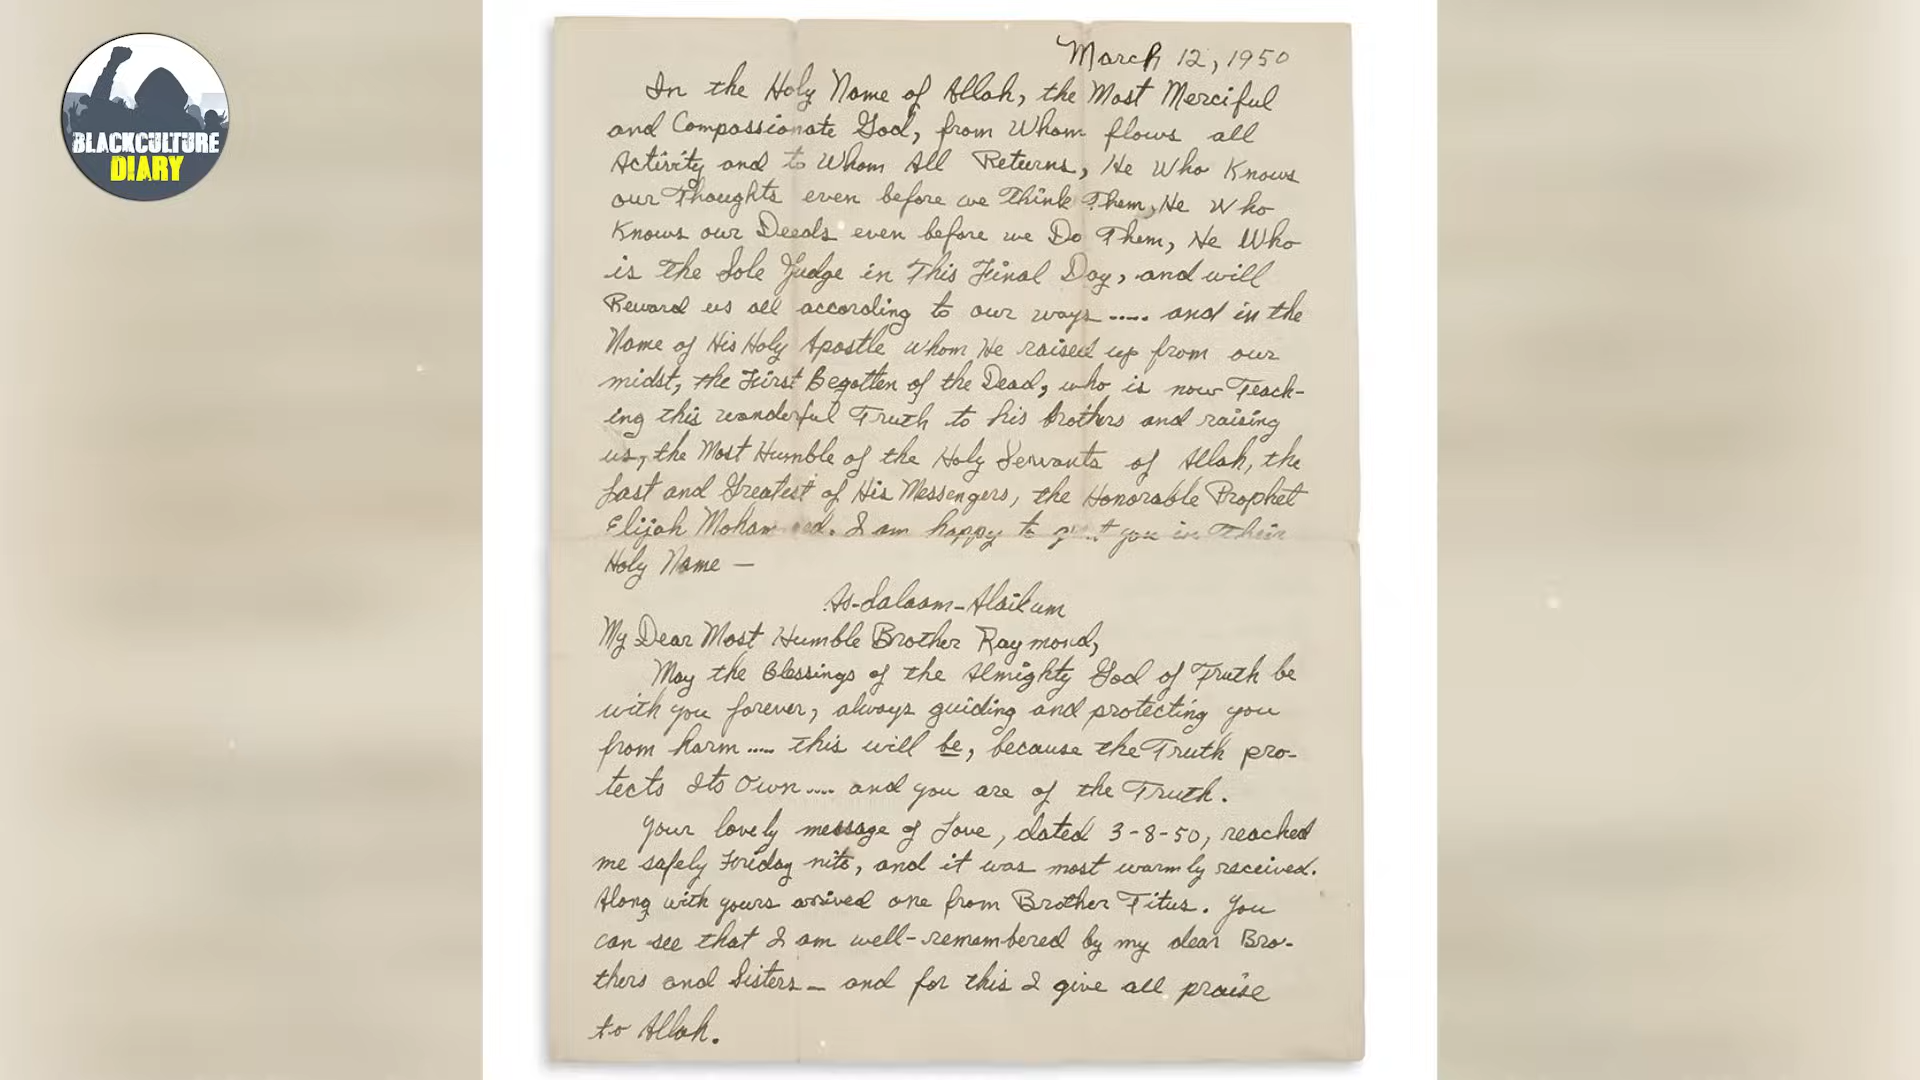 BLACKCULTURE
DIARY
March 12, 1950
In the Holy Name of Allah, the Most Merciful
and Compassionate God, from Whom flows all
Activity and to Whom All Returns, He Who Knows
our Thoughts even before we Think Them, He Who
Knows our Deeds even before we Do Them, He Who
is the Sole Judge in This Final Day, and will
Reward us all according to our ways ..... and in the
Name of His Holy Apostle whom He raised up from our
midst, the First Begotten of the Dead, who is now Teach-
ing this wonderful Truth to his brothers and raising
us, the Most Humble of the Holy Servants of Allah, the
Last and Greatest of His Messengers, the Honorable Prophet
Elijah Mohammed. I am happy to you in Their
Holy Name —
As-Salaam-Alaikum
My Dear Most Humble Brother Raymond,
May the Blessings of the Almighty God of Truth be
with you forever, always guiding and protecting you
from harm ..... this will be, because the Truth pro-
tects Its Own .... and you are of the Truth.
Your lovely message of Love, dated 3-8-50, reached
me safely Friday nite, and it was most warmly received.
Along with yours arrived one from Brother Titus. You
can see that I am well-remembered by my dear Bro-
thers and Sisters — and for this I give all praise
to Allah.